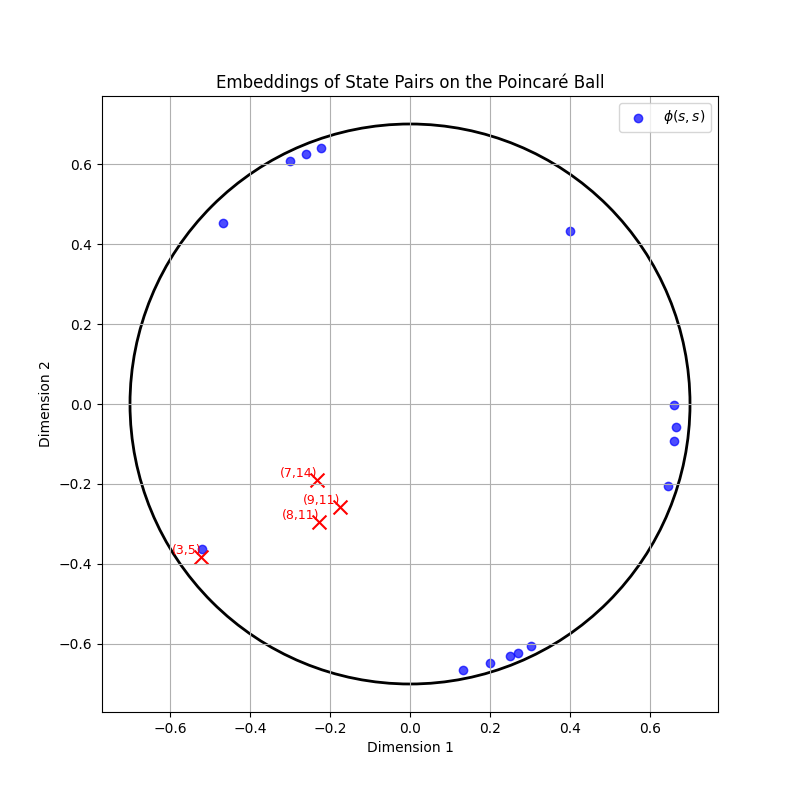 Embeddings of State Pairs on the Poincaré Ball
ϕ(s, s)
0.6
0.4
0.2
0.0
−0.2
−0.4
−0.6
Dimension 2
(7,14)
(9,11)
(8,11)
(3,5)
−0.6 −0.4 −0.2 0.0 0.2 0.4 0.6
Dimension 1